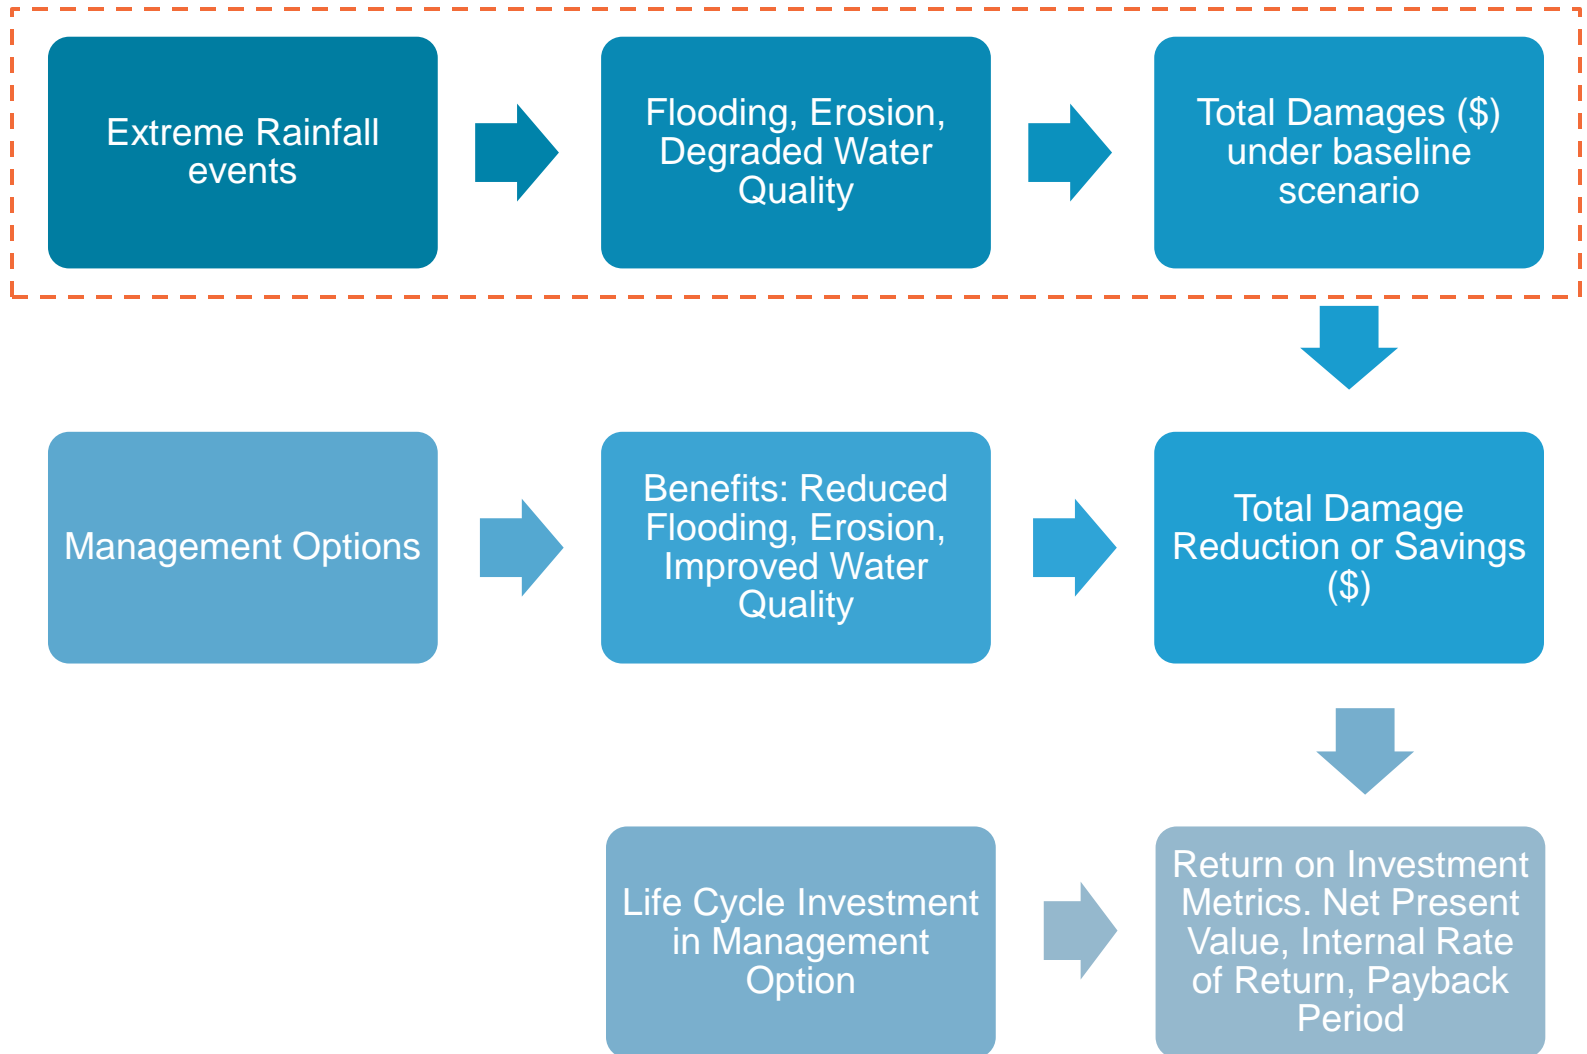 Extreme Rainfall
events
Flooding, Erosion,
Degraded Water
Quality
Total Damages ($)
under baseline
scenario
Management Options
Benefits: Reduced
Flooding, Erosion,
Improved Water
Quality
Total Damage
Reduction or Savings
($)
Life Cycle Investment
in Management
Option
Return on Investment
Metrics. Net Present
Value, Internal Rate
of Return, Payback
Period